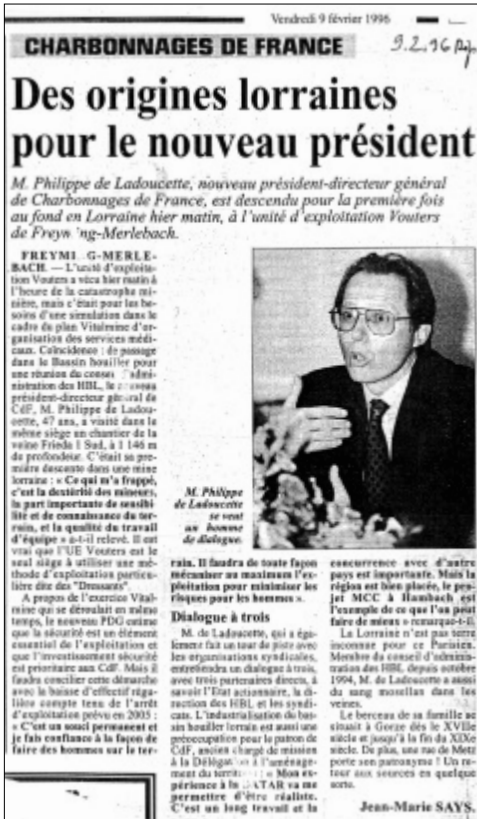 Vendredi 9 février 1996
CHARBONNAGES DE FRANCE
9.2.96
Des origines lorraines
pour le nouveau président
M. Philippe de Ladoucette, nouveau président-directeur général
de Charbonnages de France, est descendu pour la première fois
au fond en Lorraine hier matin, à l'unité d'exploitation Vouters
de Freyn 'ng-Merlebach.
FREYMI G-MERLE-
BACH. — L'unité d'exploita-
tion Vouters a vécu hier matin à
l'heure de la catastrophe mi-
nière, mais c'était pour les be-
soins d'une simulation dans le
cadre du plan Vitalmine d'or-
ganisation des services médi-
caux. Coïncidence : de passage
dans le Bassin houiller pour
une réunion du conseil d'admi-
nistration des HBL, le nouveau
président-directeur général de
CdF, M. Philippe de Ladou-
cette, 47 ans, a visité dans le
même siège un chantier de la
veine Frieda 1 Sud, à 1 146 m
de profondeur. C'était sa pre-
mière descente dans une mine
lorraine : « Ce qui m'a frappé,
c'est la dextérité des mineurs,
la part importante de sensibi-
lité et de connaissance du ter-
rain, et la qualité du travail
d'équipe » a-t-il relevé. Il est
vrai que l'UE Vouters est le
seul siège à utiliser une mé-
thode d'exploitation particu-
lière dite des "Dressants".
A propos de l'exercice Vital-
mine qui se déroulait en même
temps, le nouveau PDG estime
que la sécurité est un élément
essentiel de l'exploitation et
que l'investissement sécurité
est prioritaire aux CdF. Mais il
faudra concilier cette démarche
avec la baisse d'effectif régu-
lière compte tenu de l'arrêt
d'exploitation prévu en 2005 :
« C'est un souci permanent et
je fais confiance à la façon de
faire des hommes sur le ter-
M. Philippe
de Ladoucette
se veut
un homme
de dialogue.
rain. Il faudra de toute façon
mécaniser au maximum l'ex-
ploitation pour minimiser les
risques pour les hommes ».
Dialogue à trois
M. de Ladoucette, qui a éga-
lement fait un tour de piste avec
les organisations syndicales,
entend un dialogue à trois,
avec trois partenaires directs, à
savoir l'Etat actionnaire, la di-
rection des HBL et les syndi-
cats. L'industrialisation du bas-
sin houiller lorrain est aussi une
préoccupation pour le patron de
CdF, ancien chargé de mission
à la Délégation à l'aménage-
ment du territoire : « Mon ex-
périence à la DATAR va me
permettre d'être réaliste.
C'est un long travail et la
concurrence avec d'autre
pays est importante. Mais la
région est bien placée, le pro-
jet MCC à Hambach est
l'exemple de ce que l'on peut
faire de mieux » remarque-t-il.
La Lorraine n'est pas terre
inconnue pour ce Parisien.
Membre du conseil d'adminis-
tration des HBL depuis octobre
1994, M. de Ladoucette a aussi
du sang mosellan dans les
veines.
Le berceau de sa famille se
situait à Gorze dès le XVIIe
siècle et jusqu'à la fin du XIXe
siècle. De plus, une rue de Metz
porte son patronyme ! Un re-
tour aux sources en quelque
sorte.
Jean-Marie SAYS.